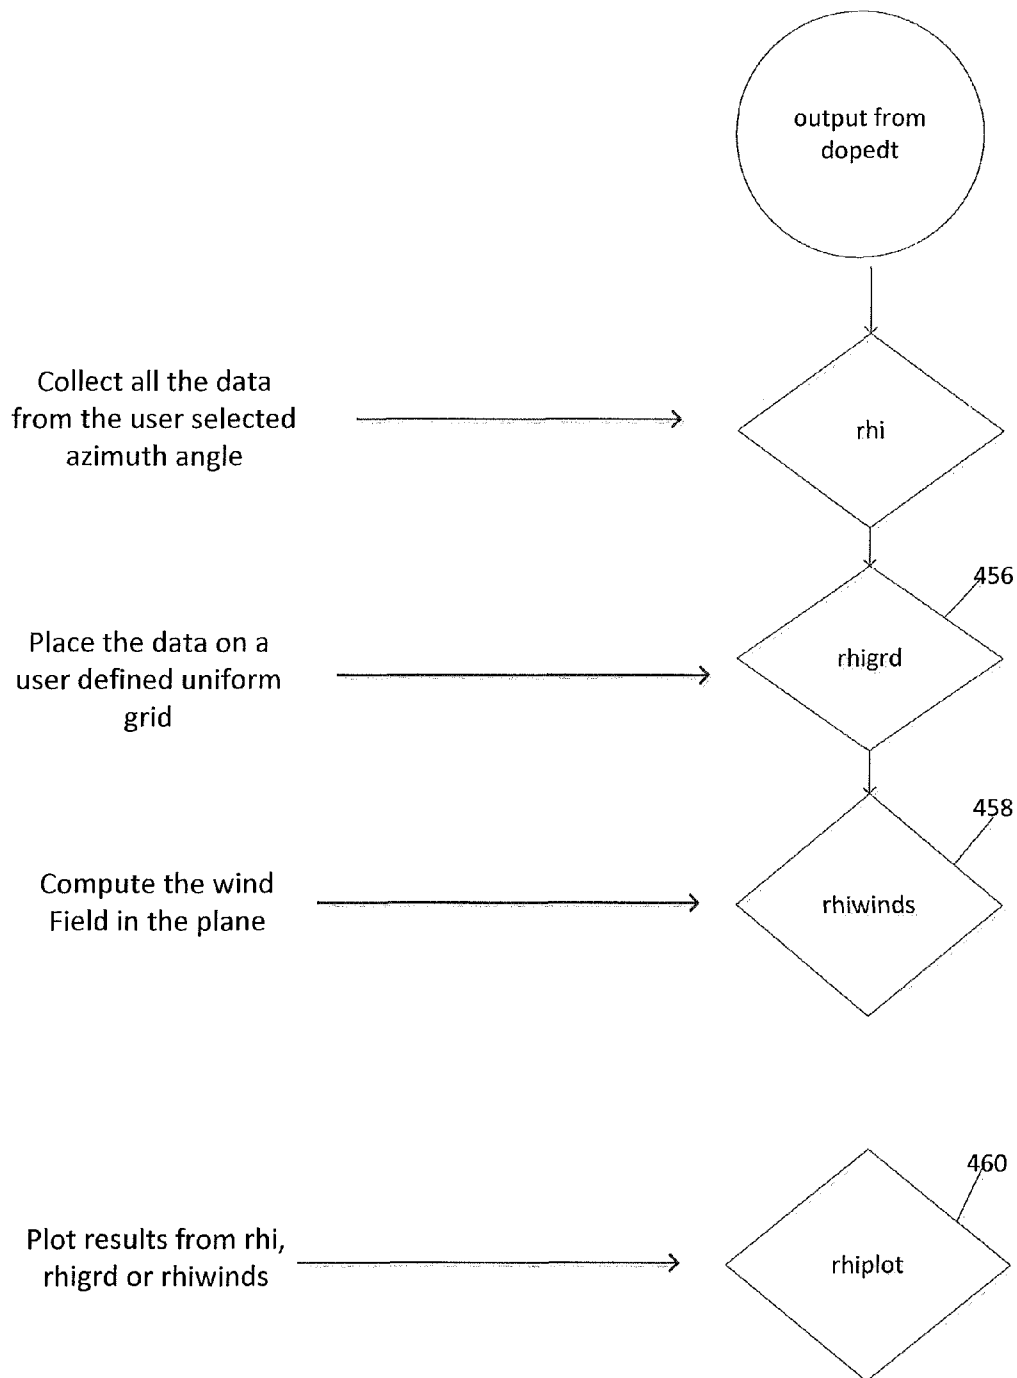 output from
dopedt
Collect all the data
from the user selected
azimuth angle
rhi
456
Place the data on a
user defined uniform
grid
rhigrd
458
Compute the wind
Field in the plane
rhiwinds
460
Plot results from rhi,
rhigrd or rhiwinds
rhiplot